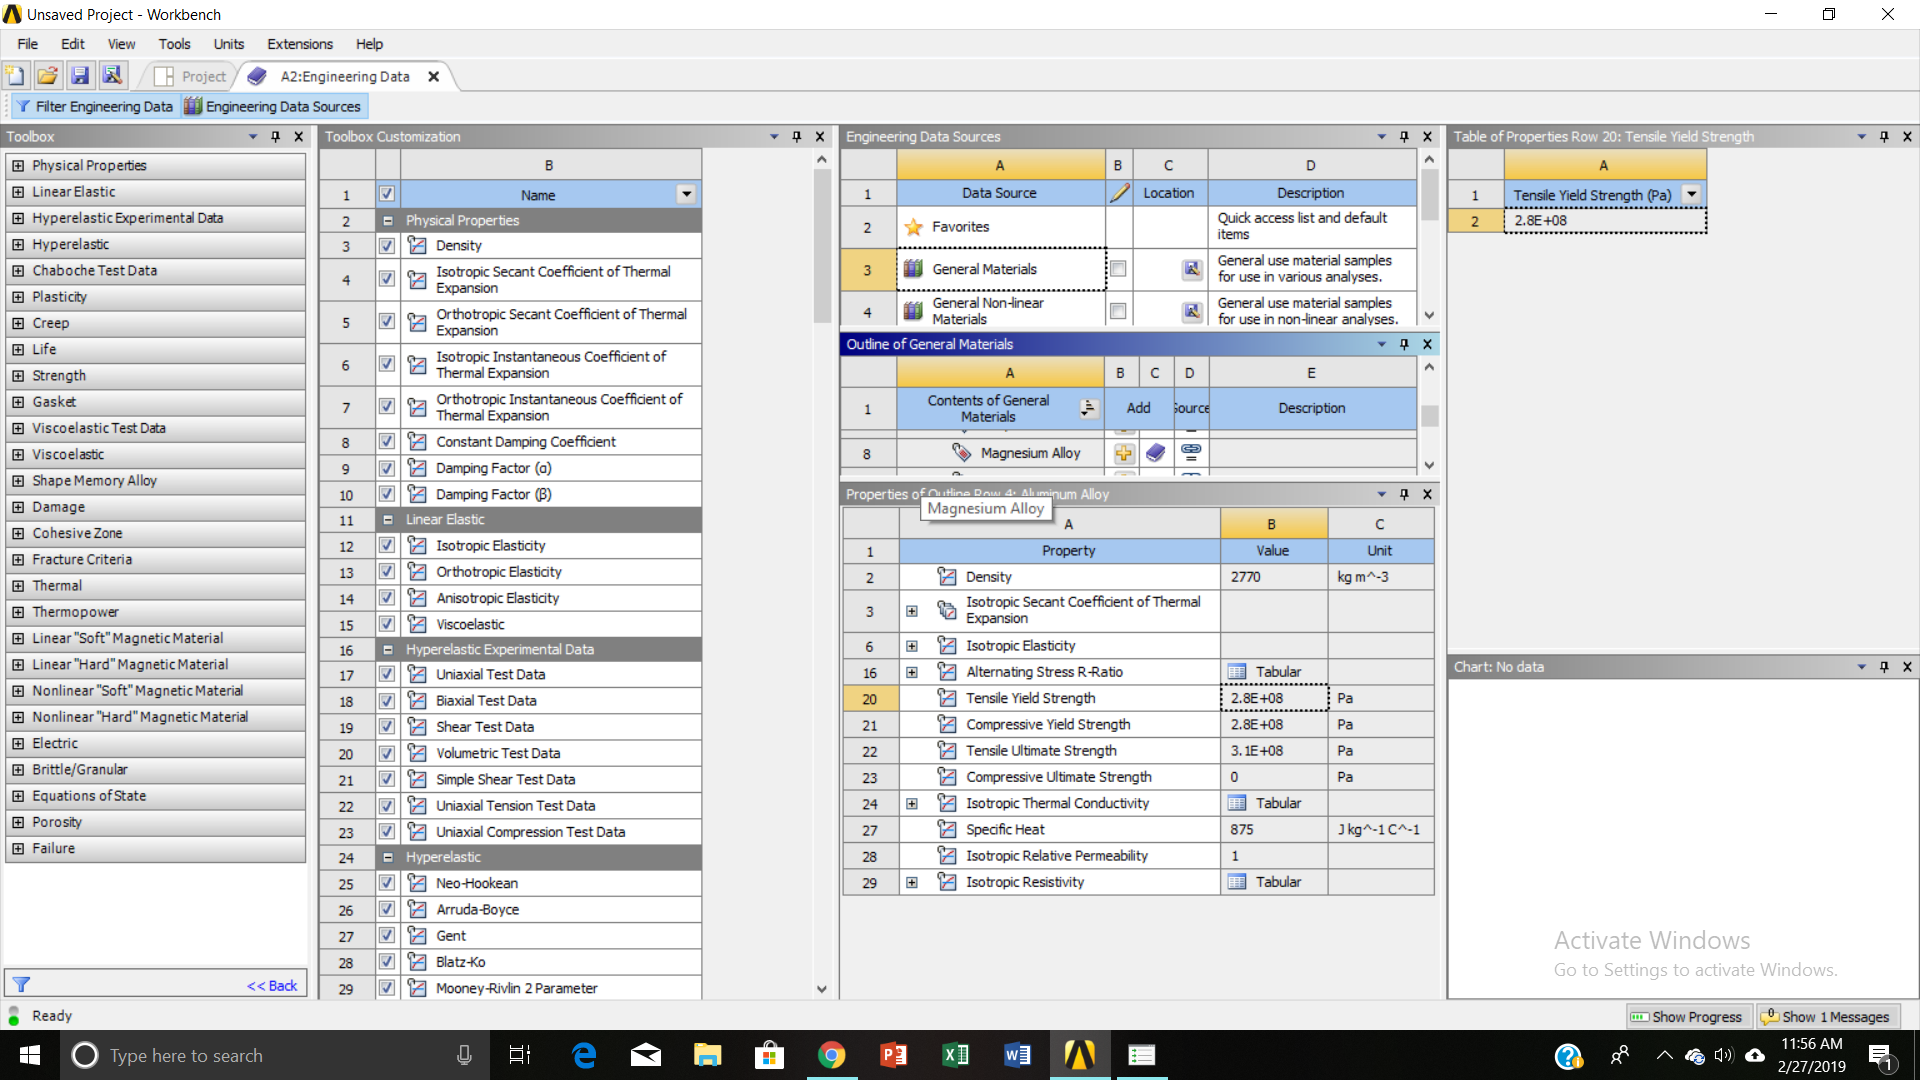 Unsaved Project - Workbench
File Edit View Tools Units Extensions Help
Project A2:Engineering Data
Filter Engineering Data Engineering Data Sources
Toolbox
Physical Properties
Linear Elastic
Hyperelastic Experimental Data
Hyperelastic
Chaboche Test Data
Plasticity
Creep
Life
Strength
Gasket
Viscoelastic Test Data
Viscoelastic
Shape Memory Alloy
Damage
Cohesive Zone
Fracture Criteria
Thermal
Thermopower
Linear "Soft" Magnetic Material
Linear "Hard" Magnetic Material
Nonlinear "Soft" Magnetic Material
Nonlinear "Hard" Magnetic Material
Electric
Brittle/Granular
Equations of State
Porosity
Failure
<< Back
Toolbox Customization
B
1 Name
2 Physical Properties
3 Density
4 Isotropic Secant Coefficient of Thermal
Expansion
5 Orthotropic Secant Coefficient of Thermal
Expansion
6 Isotropic Instantaneous Coefficient of
Thermal Expansion
7 Orthotropic Instantaneous Coefficient of
Thermal Expansion
8 Constant Damping Coefficient
9 Damping Factor (α)
10 Damping Factor (β)
11 Linear Elastic
12 Isotropic Elasticity
13 Orthotropic Elasticity
14 Anisotropic Elasticity
15 Viscoelastic
16 Hyperelastic Experimental Data
17 Uniaxial Test Data
18 Biaxial Test Data
19 Shear Test Data
20 Volumetric Test Data
21 Simple Shear Test Data
22 Uniaxial Tension Test Data
23 Uniaxial Compression Test Data
24 Hyperelastic
25 Neo-Hookean
26 Arruda-Boyce
27 Gent
28 Blatz-Ko
29 Mooney-Rivlin 2 Parameter
Engineering Data Sources
A B C D
1 Data Source Location Description
2 Favorites Quick access list and default
items
3 General Materials General use material samples
for use in various analyses.
4 General Non-linear
Materials General use material samples
for use in non-linear analyses.
Outline of General Materials
A B C D E
1 Contents of General
Materials Add Source Description
8 Magnesium Alloy
Properties of Outline Row 4: Aluminum Alloy
Magnesium Alloy
A B C
1 Property Value Unit
2 Density 2770 kg m^-3
3 Isotropic Secant Coefficient of Thermal
Expansion
6 Isotropic Elasticity
16 Alternating Stress R-Ratio Tabular
20 Tensile Yield Strength 2.8E+08 Pa
21 Compressive Yield Strength 2.8E+08 Pa
22 Tensile Ultimate Strength 3.1E+08 Pa
23 Compressive Ultimate Strength 0 Pa
24 Isotropic Thermal Conductivity Tabular
27 Specific Heat 875 J kg^-1 C^-1
28 Isotropic Relative Permeability 1
29 Isotropic Resistivity Tabular
Table of Properties Row 20: Tensile Yield Strength
A
1 Tensile Yield Strength (Pa)
2 2.8E+08
Chart: No data
Activate Windows
Go to Settings to activate Windows.
Ready
Show Progress Show 1 Messages
Type here to search
11:56 AM
2/27/2019
1